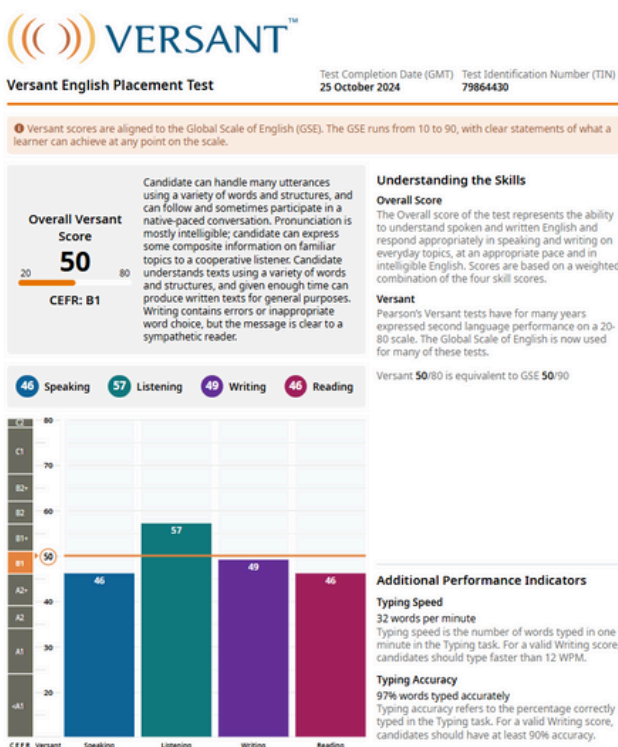 VERSANT™
Versant English Placement Test
Test Completion Date (GMT)
25 October 2024
Test Identification Number (TIN)
79864430
Versant scores are aligned to the Global Scale of English (GSE). The GSE runs from 10 to 90, with clear statements of what a
learner can achieve at any point on the scale.
Overall Versant
Score
50
20
80
CEFR: B1
Candidate can handle many utterances
using a variety of words and structures, and
can follow and sometimes participate in a
native-paced conversation. Pronunciation is
mostly intelligible; candidate can express
some composite information on familiar
topics to a cooperative listener. Candidate
understands texts using a variety of words
and structures, and given enough time can
produce written texts for general purposes.
Writing contains errors or inappropriate
word choice, but the message is clear to a
sympathetic reader.
46 Speaking
57 Listening
49 Writing
46 Reading
Understanding the Skills
Overall Score
The Overall score of the test represents the ability
to understand spoken and written English and
respond appropriately in speaking and writing on
everyday topics, at an appropriate pace and in
intelligible English. Scores are based on a weighted
combination of the four skill scores.
Versant
Pearson's Versant tests have for many years
expressed second language performance on a 20-
80 scale. The Global Scale of English is now used
for many of these tests.
Versant 50/80 is equivalent to GSE 50/90
C2
C1
B2+
B2
B1+
B1
A2+
A2
A1
<A1
80
70
60
50
40
30
20
46
57
49
46
CEFR
Versant
Speaking
Listening
Writing
Reading
Additional Performance Indicators
Typing Speed
32 words per minute
Typing speed is the number of words typed in one
minute in the Typing task. For a valid Writing score,
candidates should type faster than 12 WPM.
Typing Accuracy
97% words typed accurately
Typing accuracy refers to the percentage correctly
typed in the Typing task. For a valid Writing score,
candidates should have at least 90% accuracy.